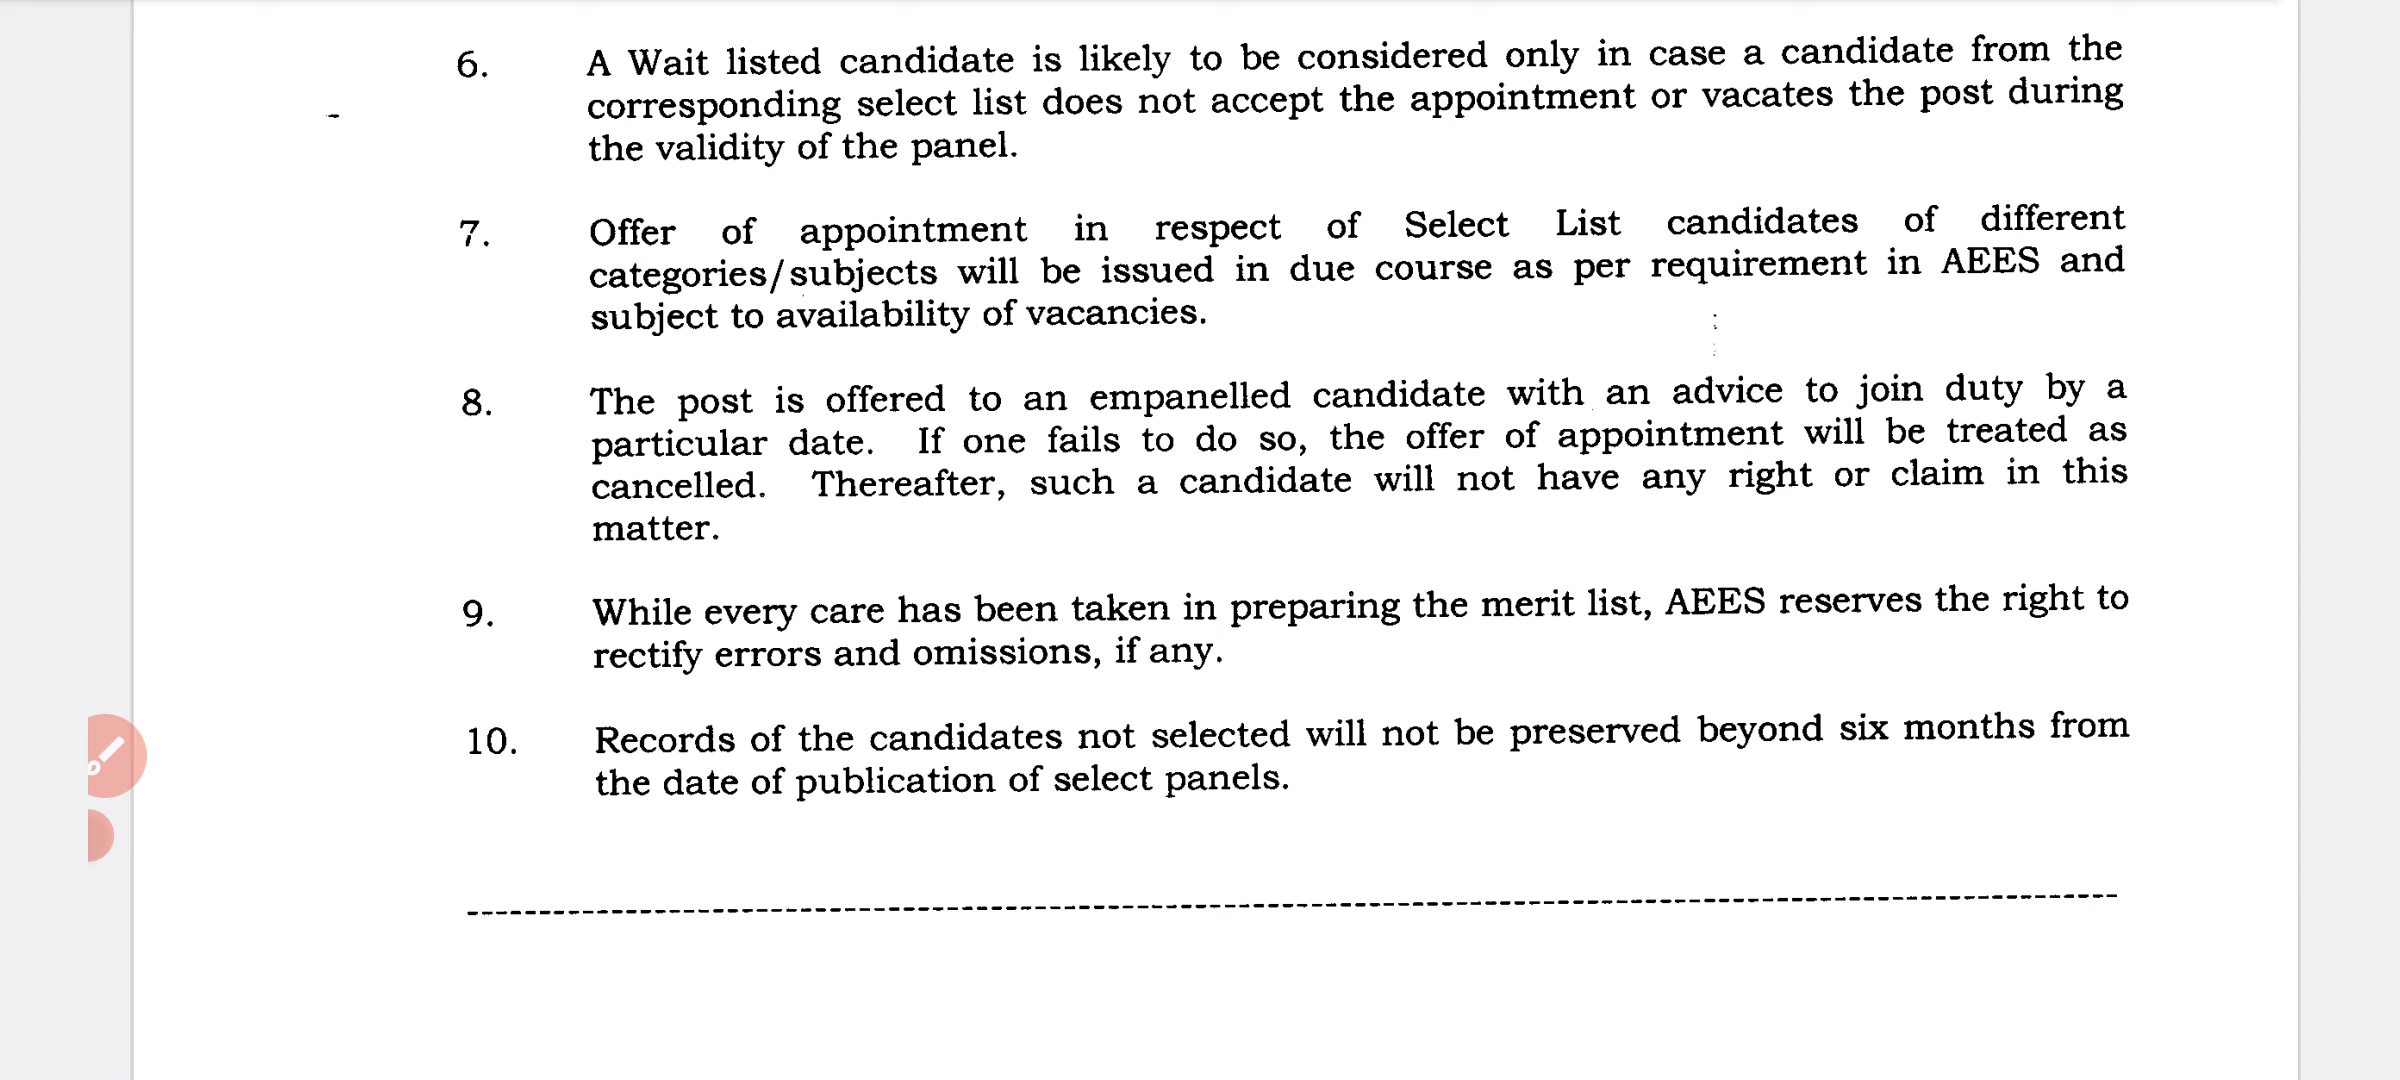 6. A Wait listed candidate is likely to be considered only in case a candidate from the
corresponding select list does not accept the appointment or vacates the post during
the validity of the panel.
7. Offer of appointment in respect of Select List candidates of different
categories/subjects will be issued in due course as per requirement in AEES and
subject to availability of vacancies.
8. The post is offered to an empanelled candidate with an advice to join duty by a
particular date. If one fails to do so, the offer of appointment will be treated as
cancelled. Thereafter, such a candidate will not have any right or claim in this
matter.
9. While every care has been taken in preparing the merit list, AEES reserves the right to
rectify errors and omissions, if any.
10. Records of the candidates not selected will not be preserved beyond six months from
the date of publication of select panels.